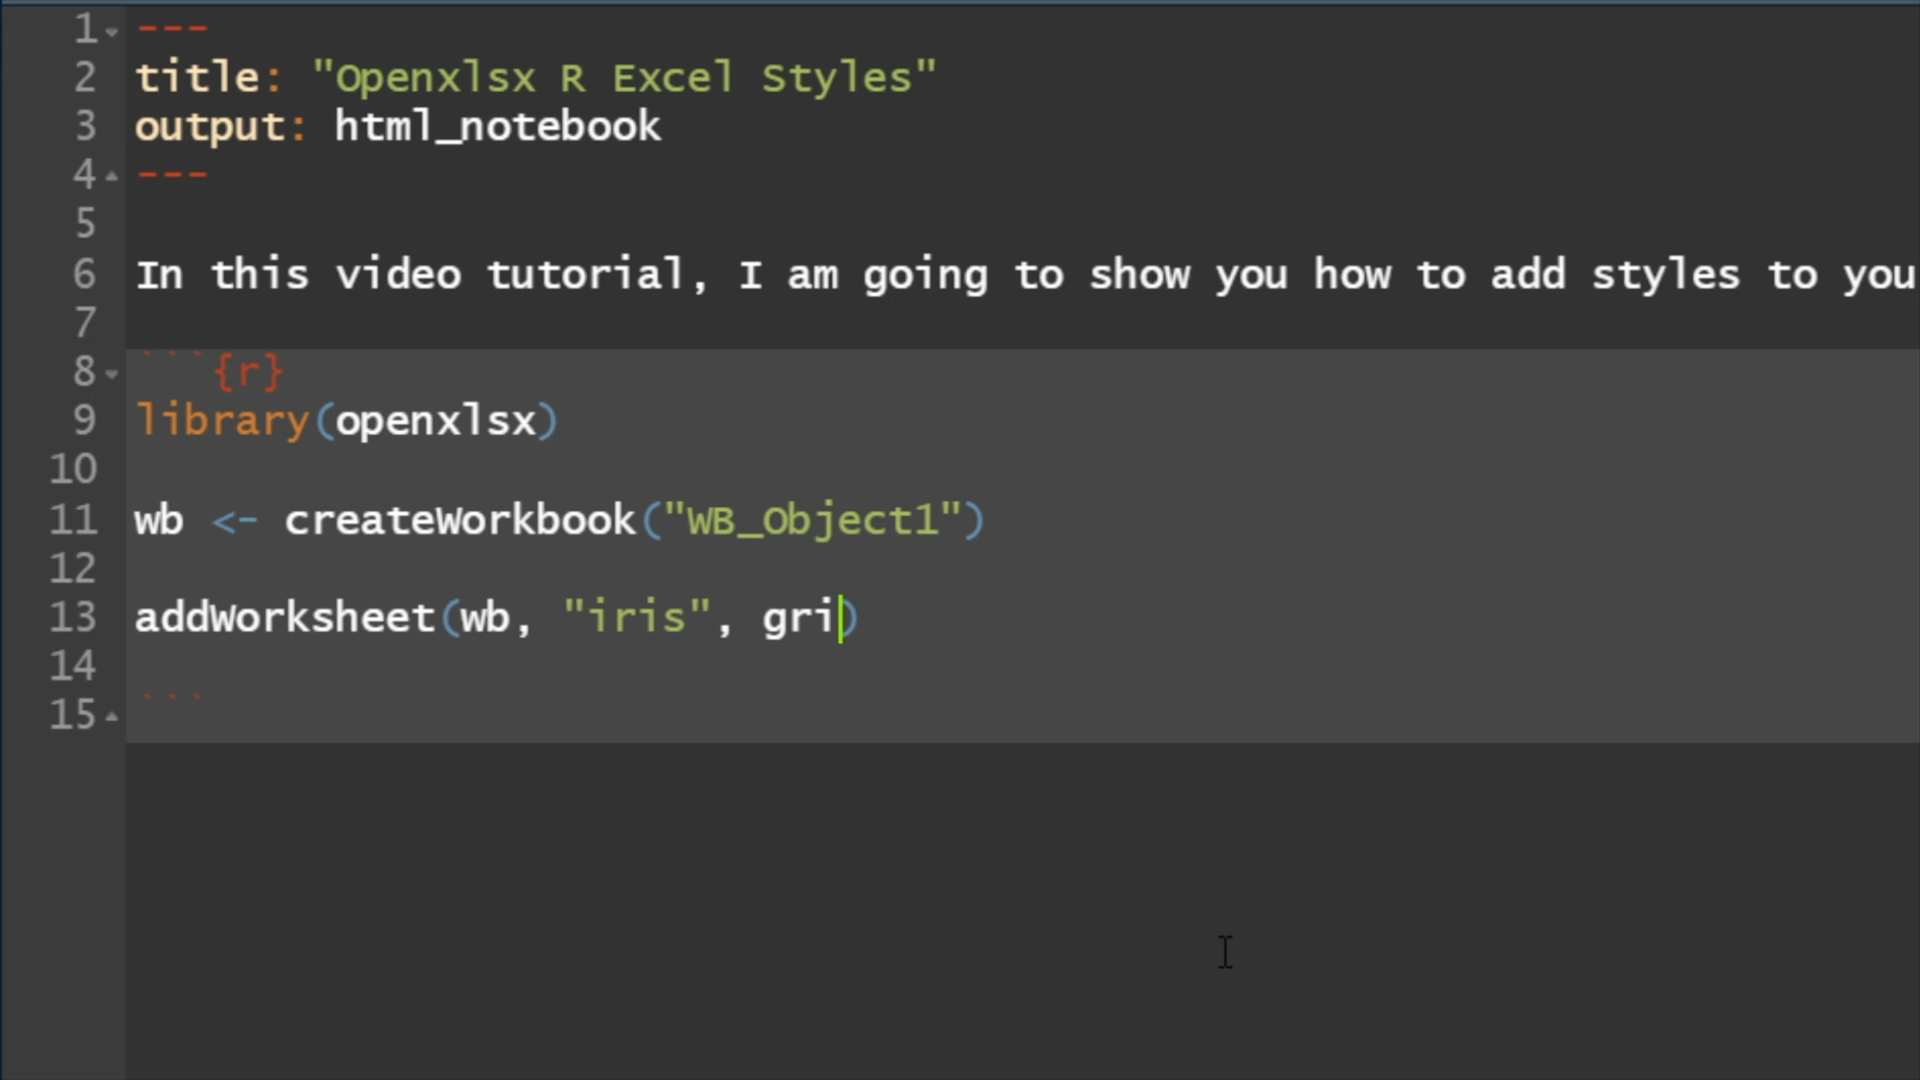 1 ---
2 title: "Openxlsx R Excel Styles"
3 output: html_notebook
4 ---
5
6 In this video tutorial, I am going to show you how to add styles to you
7
8 ```{r}
9 library(openxlsx)
10
11 wb <- createWorkbook("WB_Object1")
12
13 addWorksheet(wb, "iris", gri)
14
15 ```